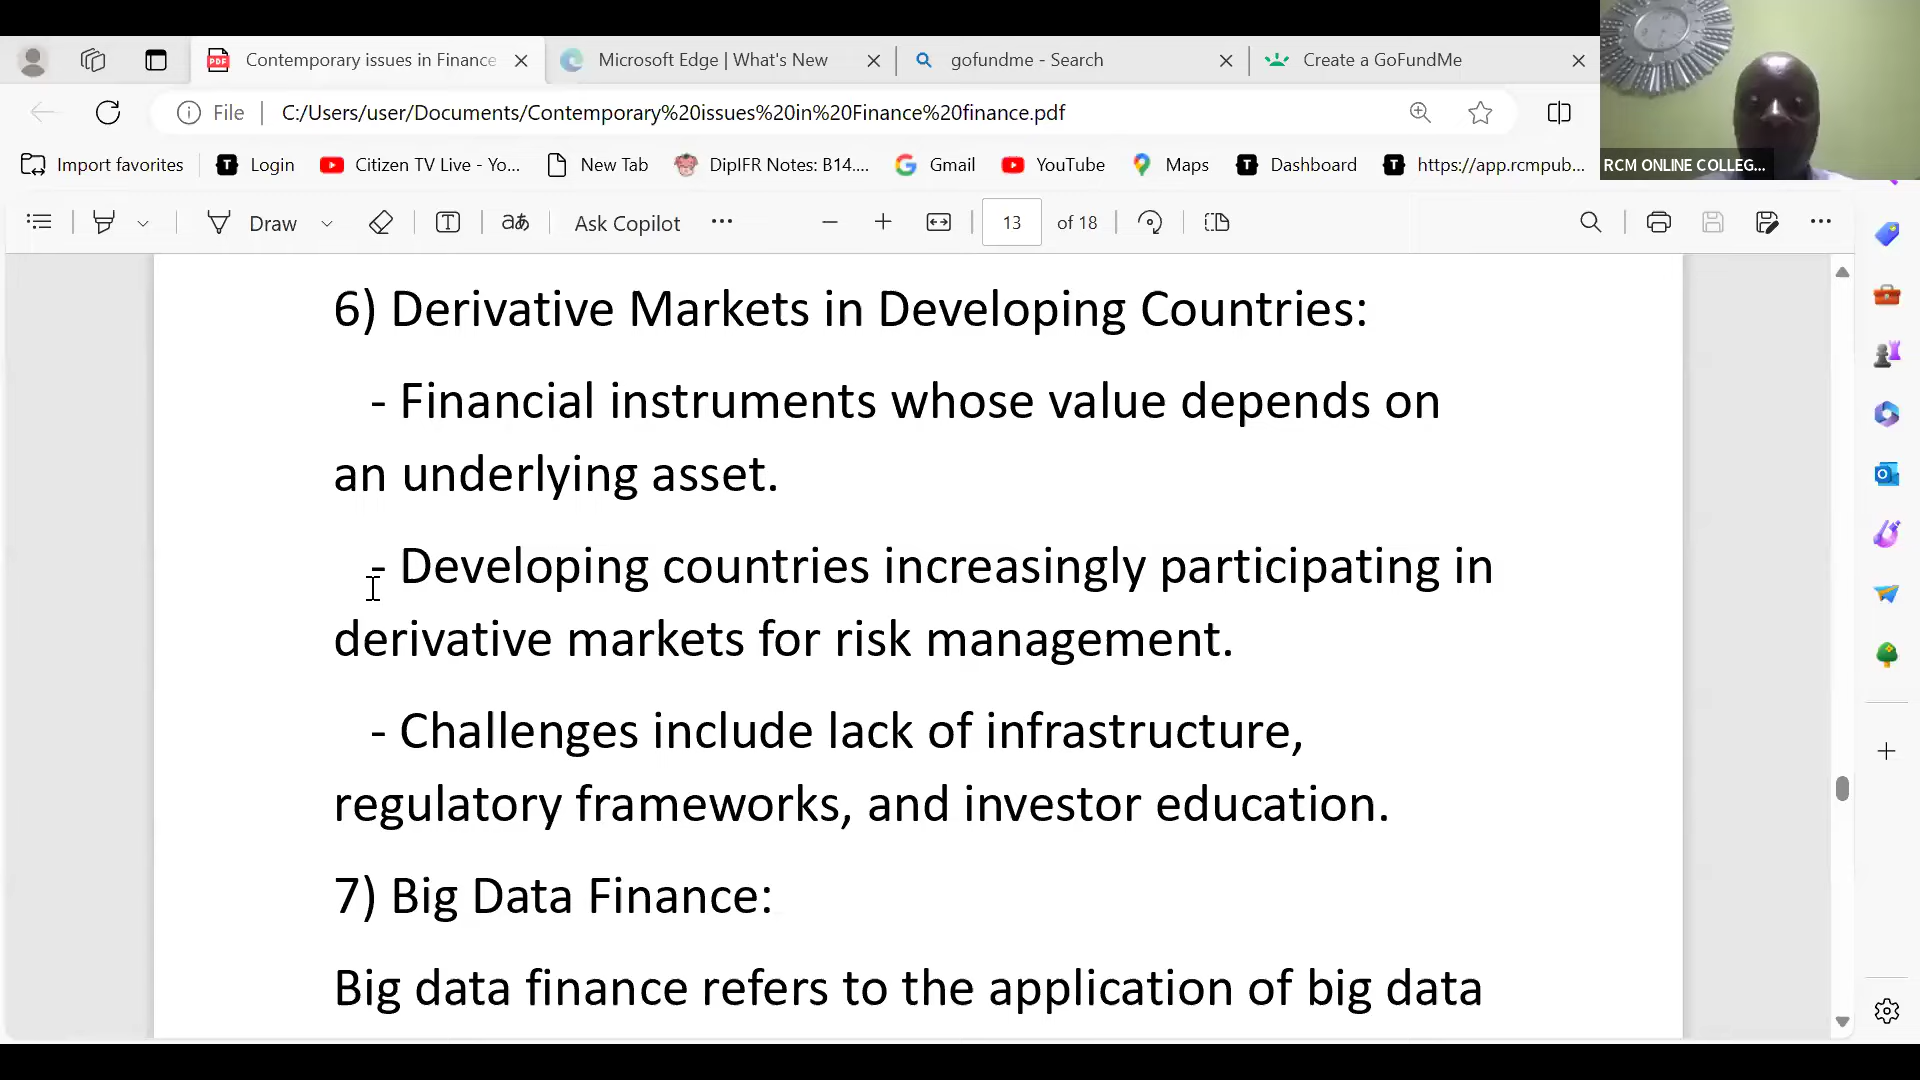 Contemporary issues in Finance
Microsoft Edge | What's New
gofundme - Search
Create a GoFundMe
File
C:/Users/user/Documents/Contemporary%20issues%20in%20Finance%20finance.pdf
Import favorites
Login
Citizen TV Live - Yo...
New Tab
DipIFR Notes: B14....
Gmail
YouTube
Maps
Dashboard
https://app.rcmpub...
RCM ONLINE COLLEG...
Draw
aあ
Ask Copilot
13 of 18
6) Derivative Markets in Developing Countries:
- Financial instruments whose value depends on
an underlying asset.
- Developing countries increasingly participating in
derivative markets for risk management.
- Challenges include lack of infrastructure,
regulatory frameworks, and investor education.
7) Big Data Finance:
Big data finance refers to the application of big data